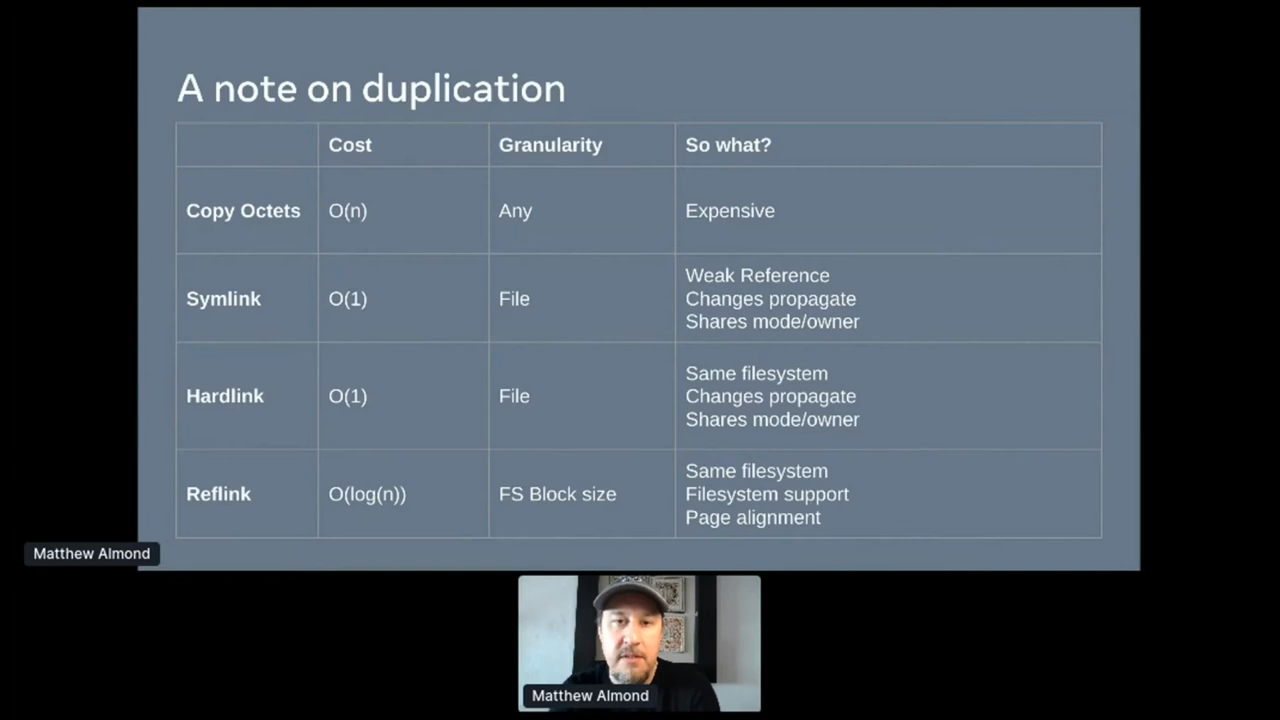 A note on duplication
Cost Granularity So what?
Copy Octets O(n) Any Expensive
Symlink O(1) File Weak Reference
Changes propagate
Shares mode/owner
Hardlink O(1) File Same filesystem
Changes propagate
Shares mode/owner
Reflink O(log(n)) FS Block size Same filesystem
Filesystem support
Page alignment
Matthew Almond
Matthew Almond